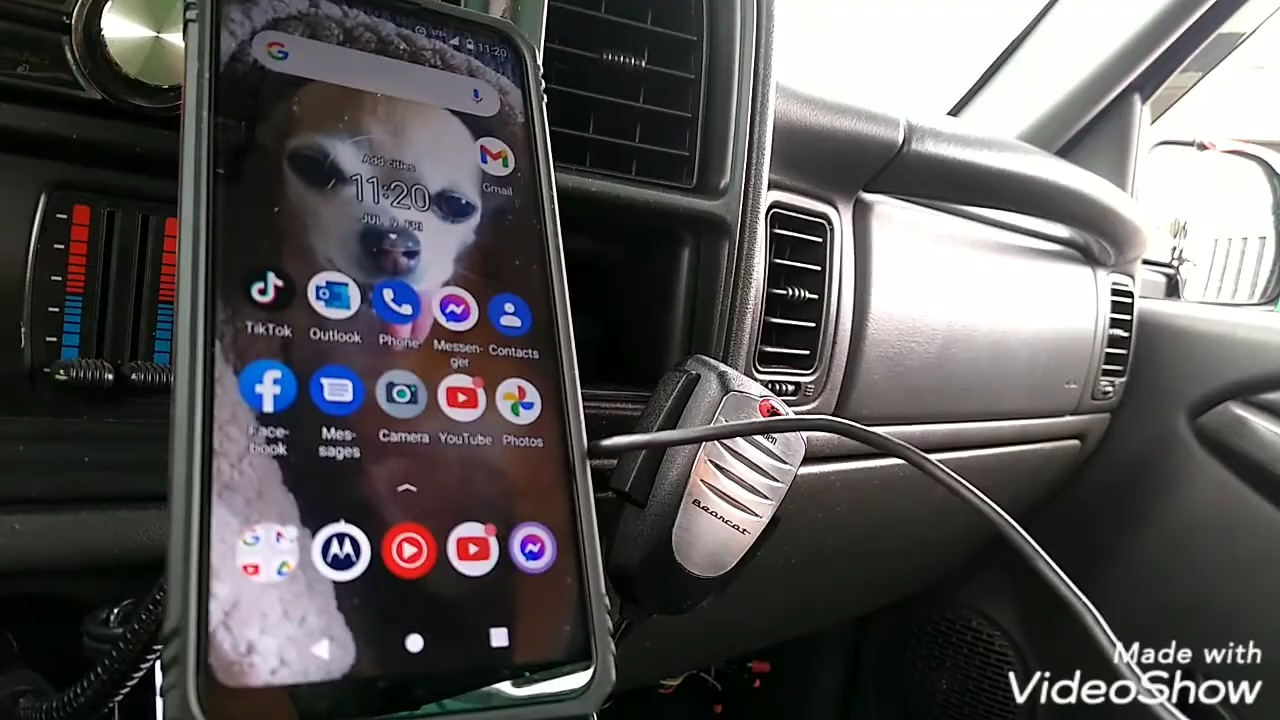 11:20
Add cities
11:20
JUL 9, FRI
Gmail
TikTok
Outlook
Phone
Messen-
ger
Contacts
Face-
book
Mes-
sages
Camera
YouTube
Photos
Bearcat
Made with
VideoShow